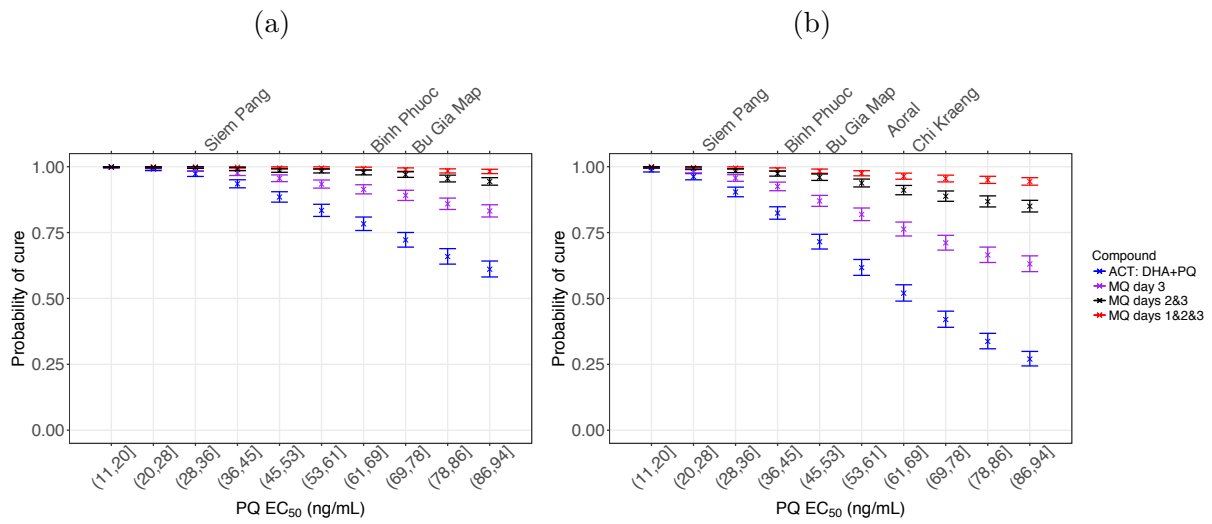 (a)
(b)
Siem Pang
Binh Phuoc
Bu Gia Map
Siem Pang
Binh Phuoc
Bu Gia Map
Aoral
Chi Kraeng
Probability of cure
1.00
0.75
0.50
0.25
0.00
(11,20]
(20,28]
(28,36]
(36,45]
(45,53]
(53,61]
(61,69]
(69,78]
(78,86]
(86,94]
PQ EC50 (ng/mL)
Probability of cure
1.00
0.75
0.50
0.25
0.00
(11,20]
(20,28]
(28,36]
(36,45]
(45,53]
(53,61]
(61,69]
(69,78]
(78,86]
(86,94]
PQ EC50 (ng/mL)
Compound
ACT: DHA+PQ
MQ day 3
MQ days 2&3
MQ days 1&2&3